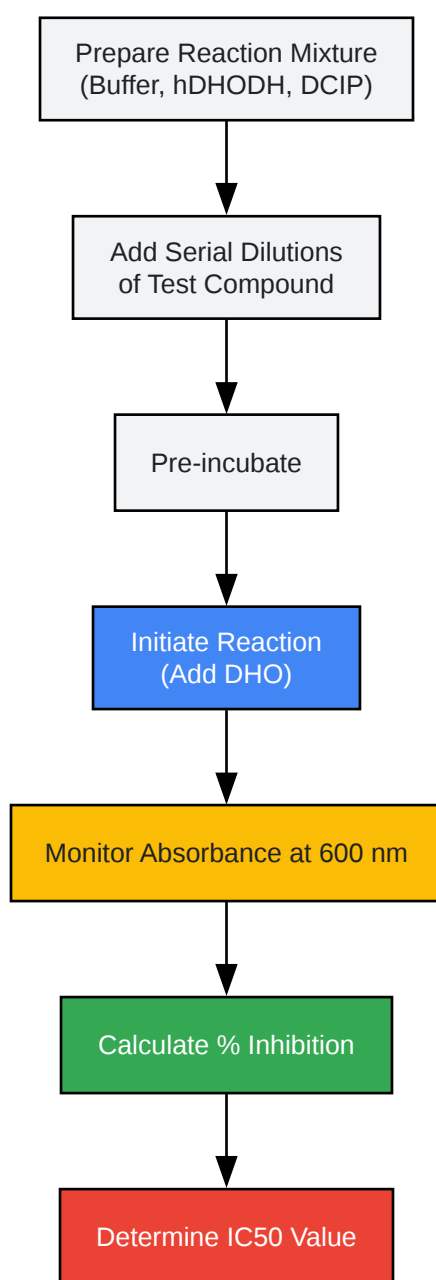 Prepare Reaction Mixture
(Buffer, hDHODH, DCIP)
Add Serial Dilutions
of Test Compound
Pre-incubate
Initiate Reaction
(Add DHO)
Monitor Absorbance at 600 nm
Calculate % Inhibition
Determine IC50 Value